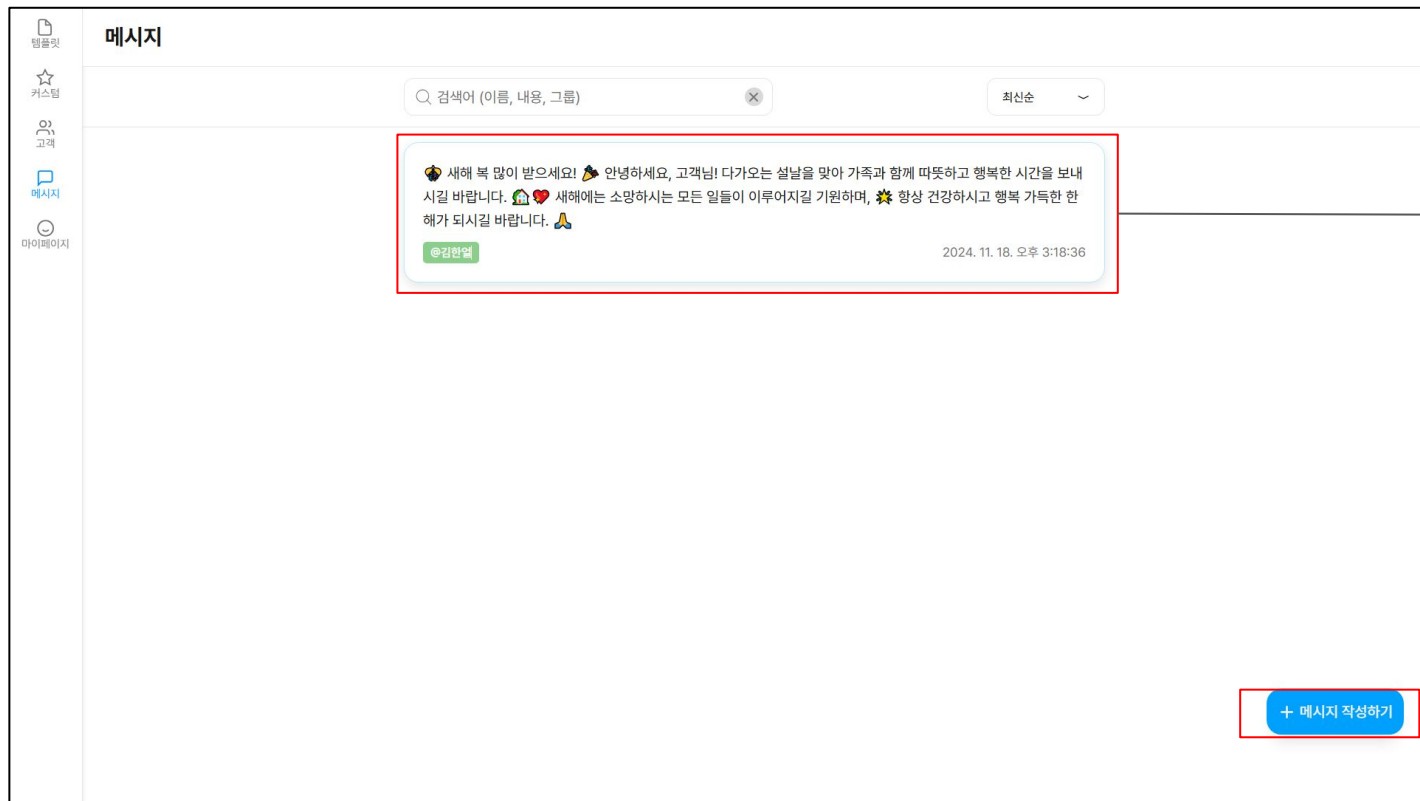 템플릿
커스텀
고객
메시지
마이페이지
메시지
검색어 (이름, 내용, 그룹)
최신순
새해 복 많이 받으세요! 🎉 안녕하세요, 고객님! 다가오는 설날을 맞아 가족과 함께 따뜻하고 행복한 시간을 보내
시길 바랍니다. 🏠💖 새해에는 소망하시는 모든 일들이 이루어지길 기원하며, 🌟 항상 건강하시고 행복 가득한 한
해가 되시길 바랍니다. 🙏
@김한엘
2024. 11. 18. 오후 3:18:36
+ 메시지 작성하기